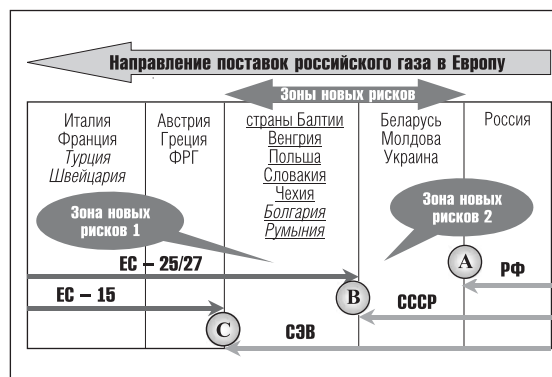 Направление поставок российского газа в Европу
Зоны новых рисков
Италия
Франция
Турция
Швейцария
Австрия
Греция
ФРГ
страны Балтии
Венгрия
Польша
Словакия
Чехия
Болгария
Румыния
Беларусь
Молдова
Украина
Россия
Зона новых
рисков 1
Зона новых
рисков 2
A
РФ
ЕС – 25/27
B
СССР
ЕС – 15
C
СЭВ